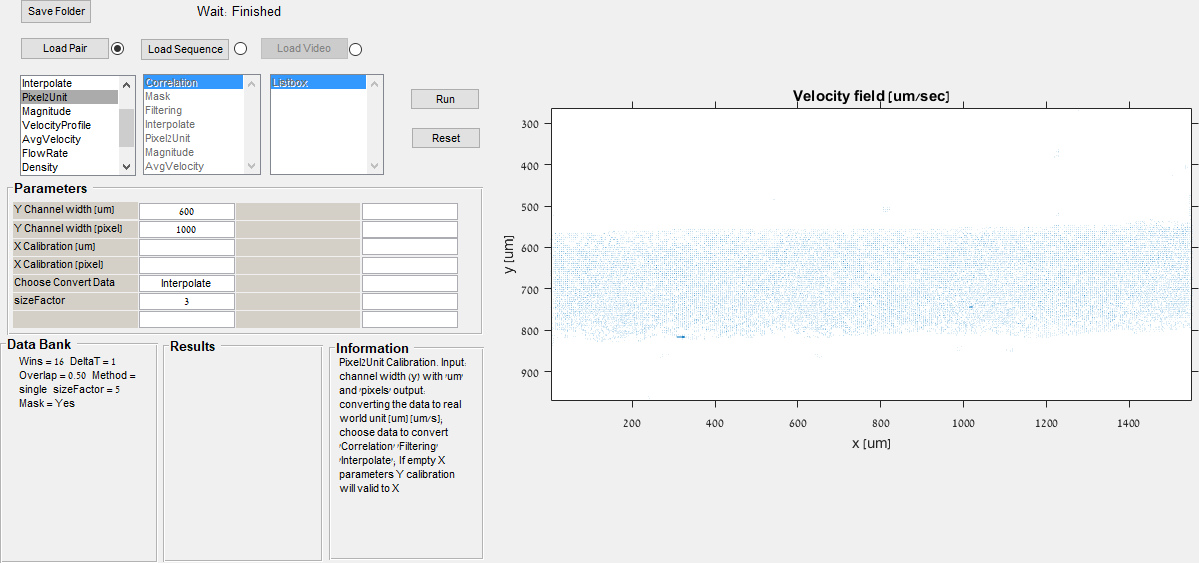 Save Folder
Wait: Finished
Load Pair
Load Sequence
Load Video
Interpolate
Pixel2Unit
Magnitude
VelocityProfile
AvgVelocity
FlowRate
Density
Correlation
Mask
Filtering
Interpolate
Pixel2Unit
Magnitude
AvgVelocity
Listbox
Run
Reset
Parameters
Y Channel width [um] 600
Y Channel width [pixel] 1000
X Calibration [um]
X Calibration [pixel]
Choose Convert Data Interpolate
sizeFactor 3
Data Bank
Wins = 16 DeltaT = 1
Overlap = 0.50 Method =
single sizeFactor = 5
Mask = Yes
Results
Information
Pixel2Unit Calibration. Input:
channel width (y) with 'um'
and 'pixels' output:
converting the data to real
world unit [um] [um/s];
choose data to convert
'Correlation' 'Filtering'
'Interpolate'; If empty X
parameters Y calibration
will valid to X
Velocity field [um/sec]
300
400
500
600
700
800
900
y [um]
200 400 600 800 1000 1200 1400
x [um]